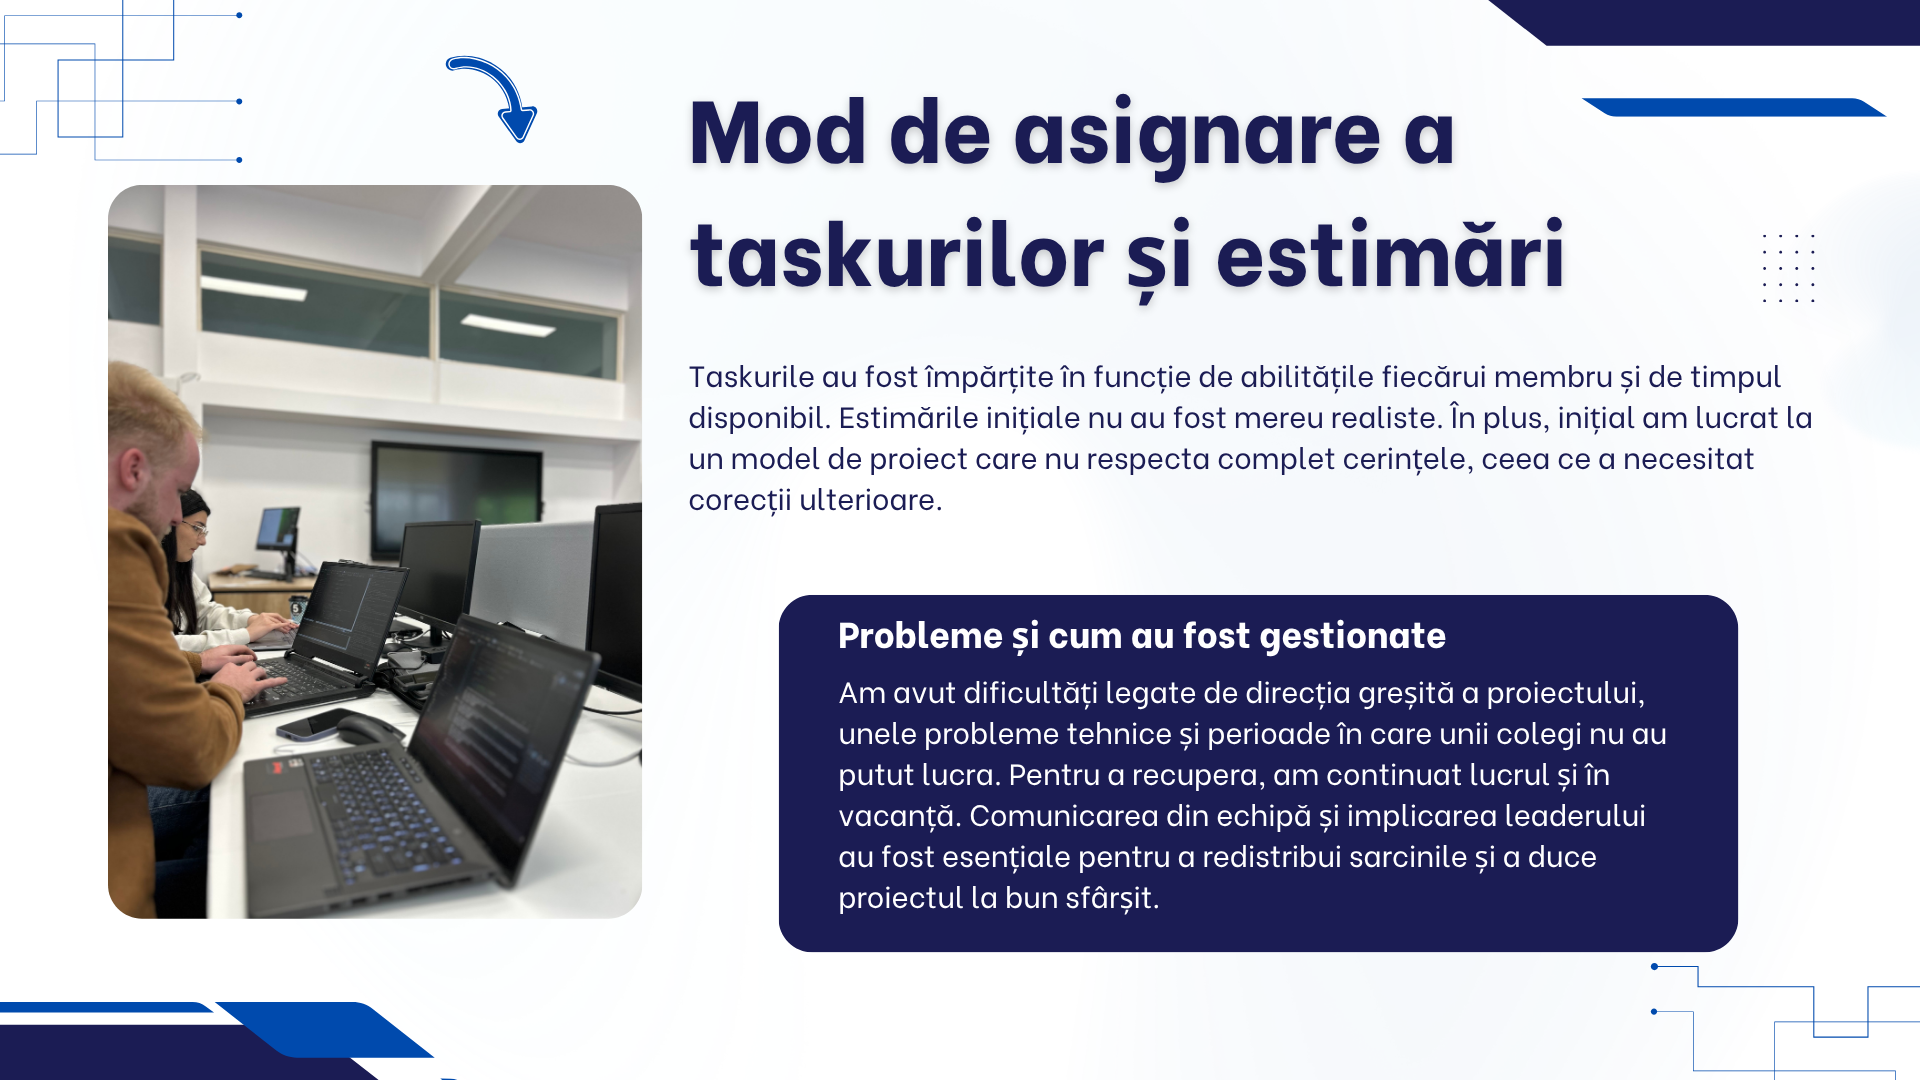 Mod de asignare a
taskurilor și estimări
Taskurile au fost împărțite în funcție de abilitățile fiecărui membru și de timpul
disponibil. Estimările inițiale nu au fost mereu realiste. În plus, inițial am lucrat la
un model de proiect care nu respecta complet cerințele, ceea ce a necesitat
corecții ulterioare.
Probleme și cum au fost gestionate
Am avut dificultăți legate de direcția greșită a proiectului,
unele probleme tehnice și perioade în care unii colegi nu au
putut lucra. Pentru a recupera, am continuat lucrul și în
vacanță. Comunicarea din echipă și implicarea leaderului
au fost esențiale pentru a redistribui sarcinile și a duce
proiectul la bun sfârșit.